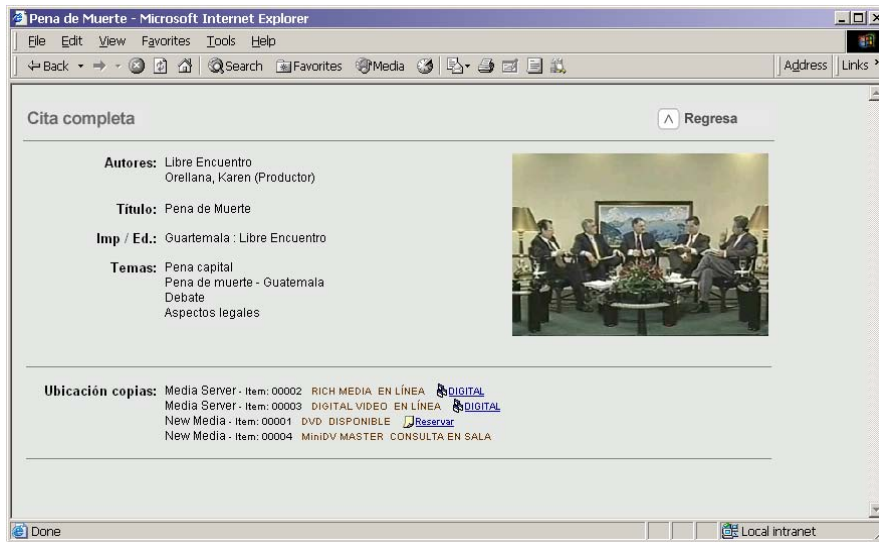 Pena de Muerte - Microsoft Internet Explorer
File Edit View Favorites Tools Help
Back Search Favorites Media Address Links
Cita completa Regresa
Autores: Libre Encuentro
Orellana, Karen (Productor)
Título: Pena de Muerte
Imp / Ed.: Guartemala : Libre Encuentro
Temas: Pena capital
Pena de muerte - Guatemala
Debate
Aspectos legales
Ubicación copias: Media Server - Item: 00002 RICH MEDIA EN LÍNEA DIGITAL
Media Server - Item: 00003 DIGITAL VIDEO EN LÍNEA DIGITAL
New Media - Item: 00001 DVD DISPONIBLE Reservar
New Media - Item: 00004 MiniDV MASTER CONSULTA EN SALA
Done Local intranet